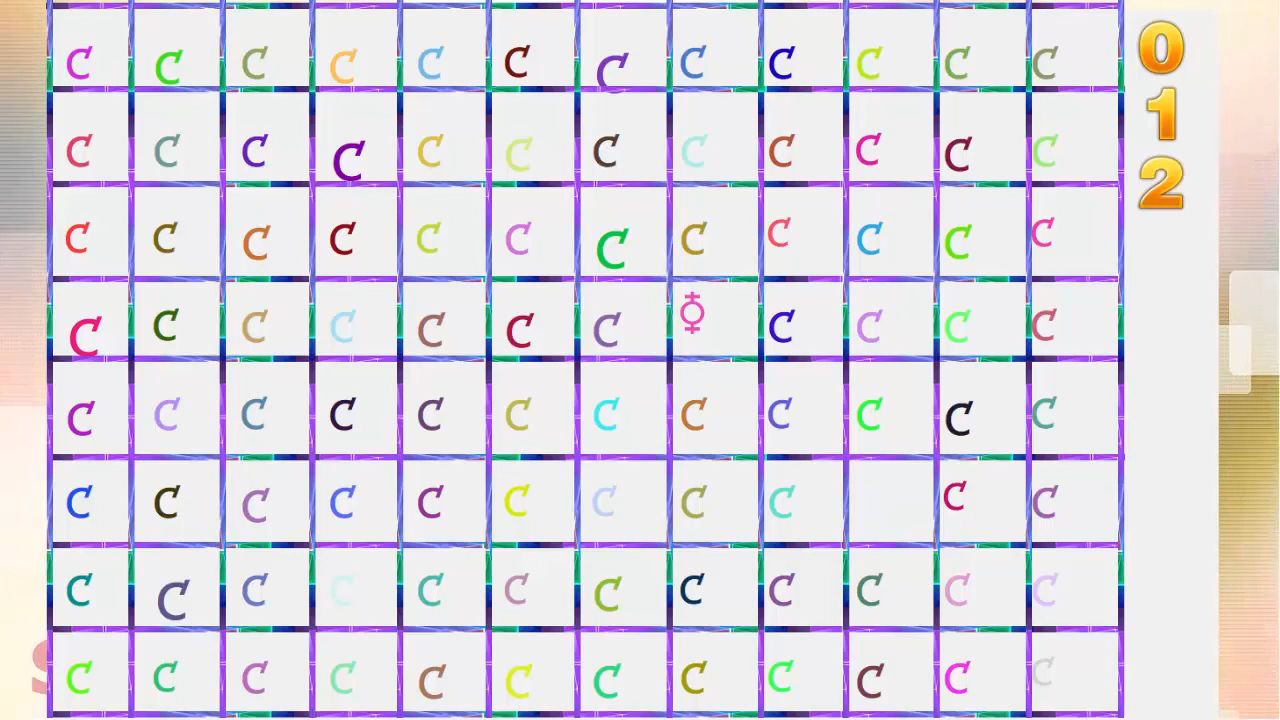 C C C C C C C C C C C C 0
C C C C C C C C C C C C 1
C C C C C C C C C C C C 2
C C C C C C C ⚨ C C C C
C C C C C C C C C C C C
C C C C C C C C C C C
C C C C C C C C C C C C
C C C C C C C C C C C C